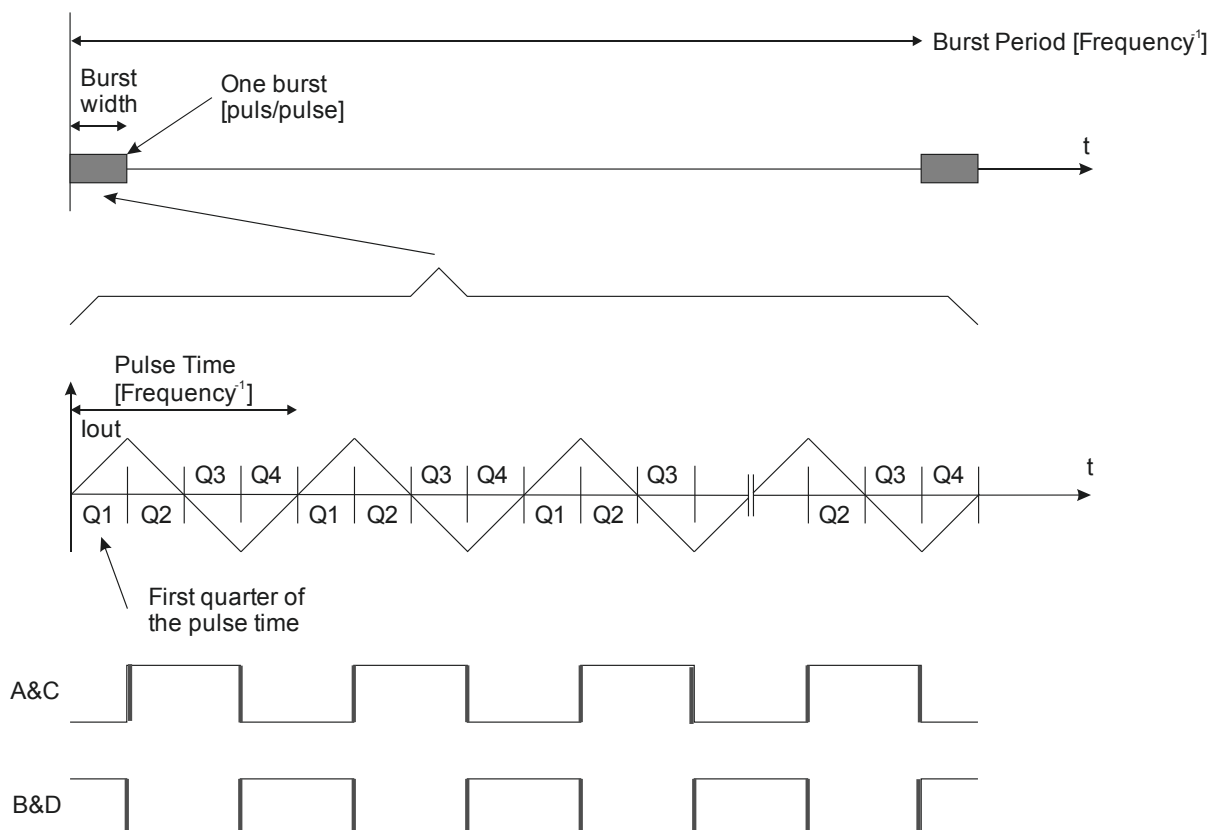 Burst Period [Frequency-1]
Burst
width
One burst
[puls/pulse]
t
Pulse Time
[Frequency-1]
Iout
Q3 Q4 Q3 Q4 Q3 Q3 Q4
t
Q1 Q2 Q1 Q2 Q1 Q2 Q2
First quarter of
the pulse time
A&C
B&D